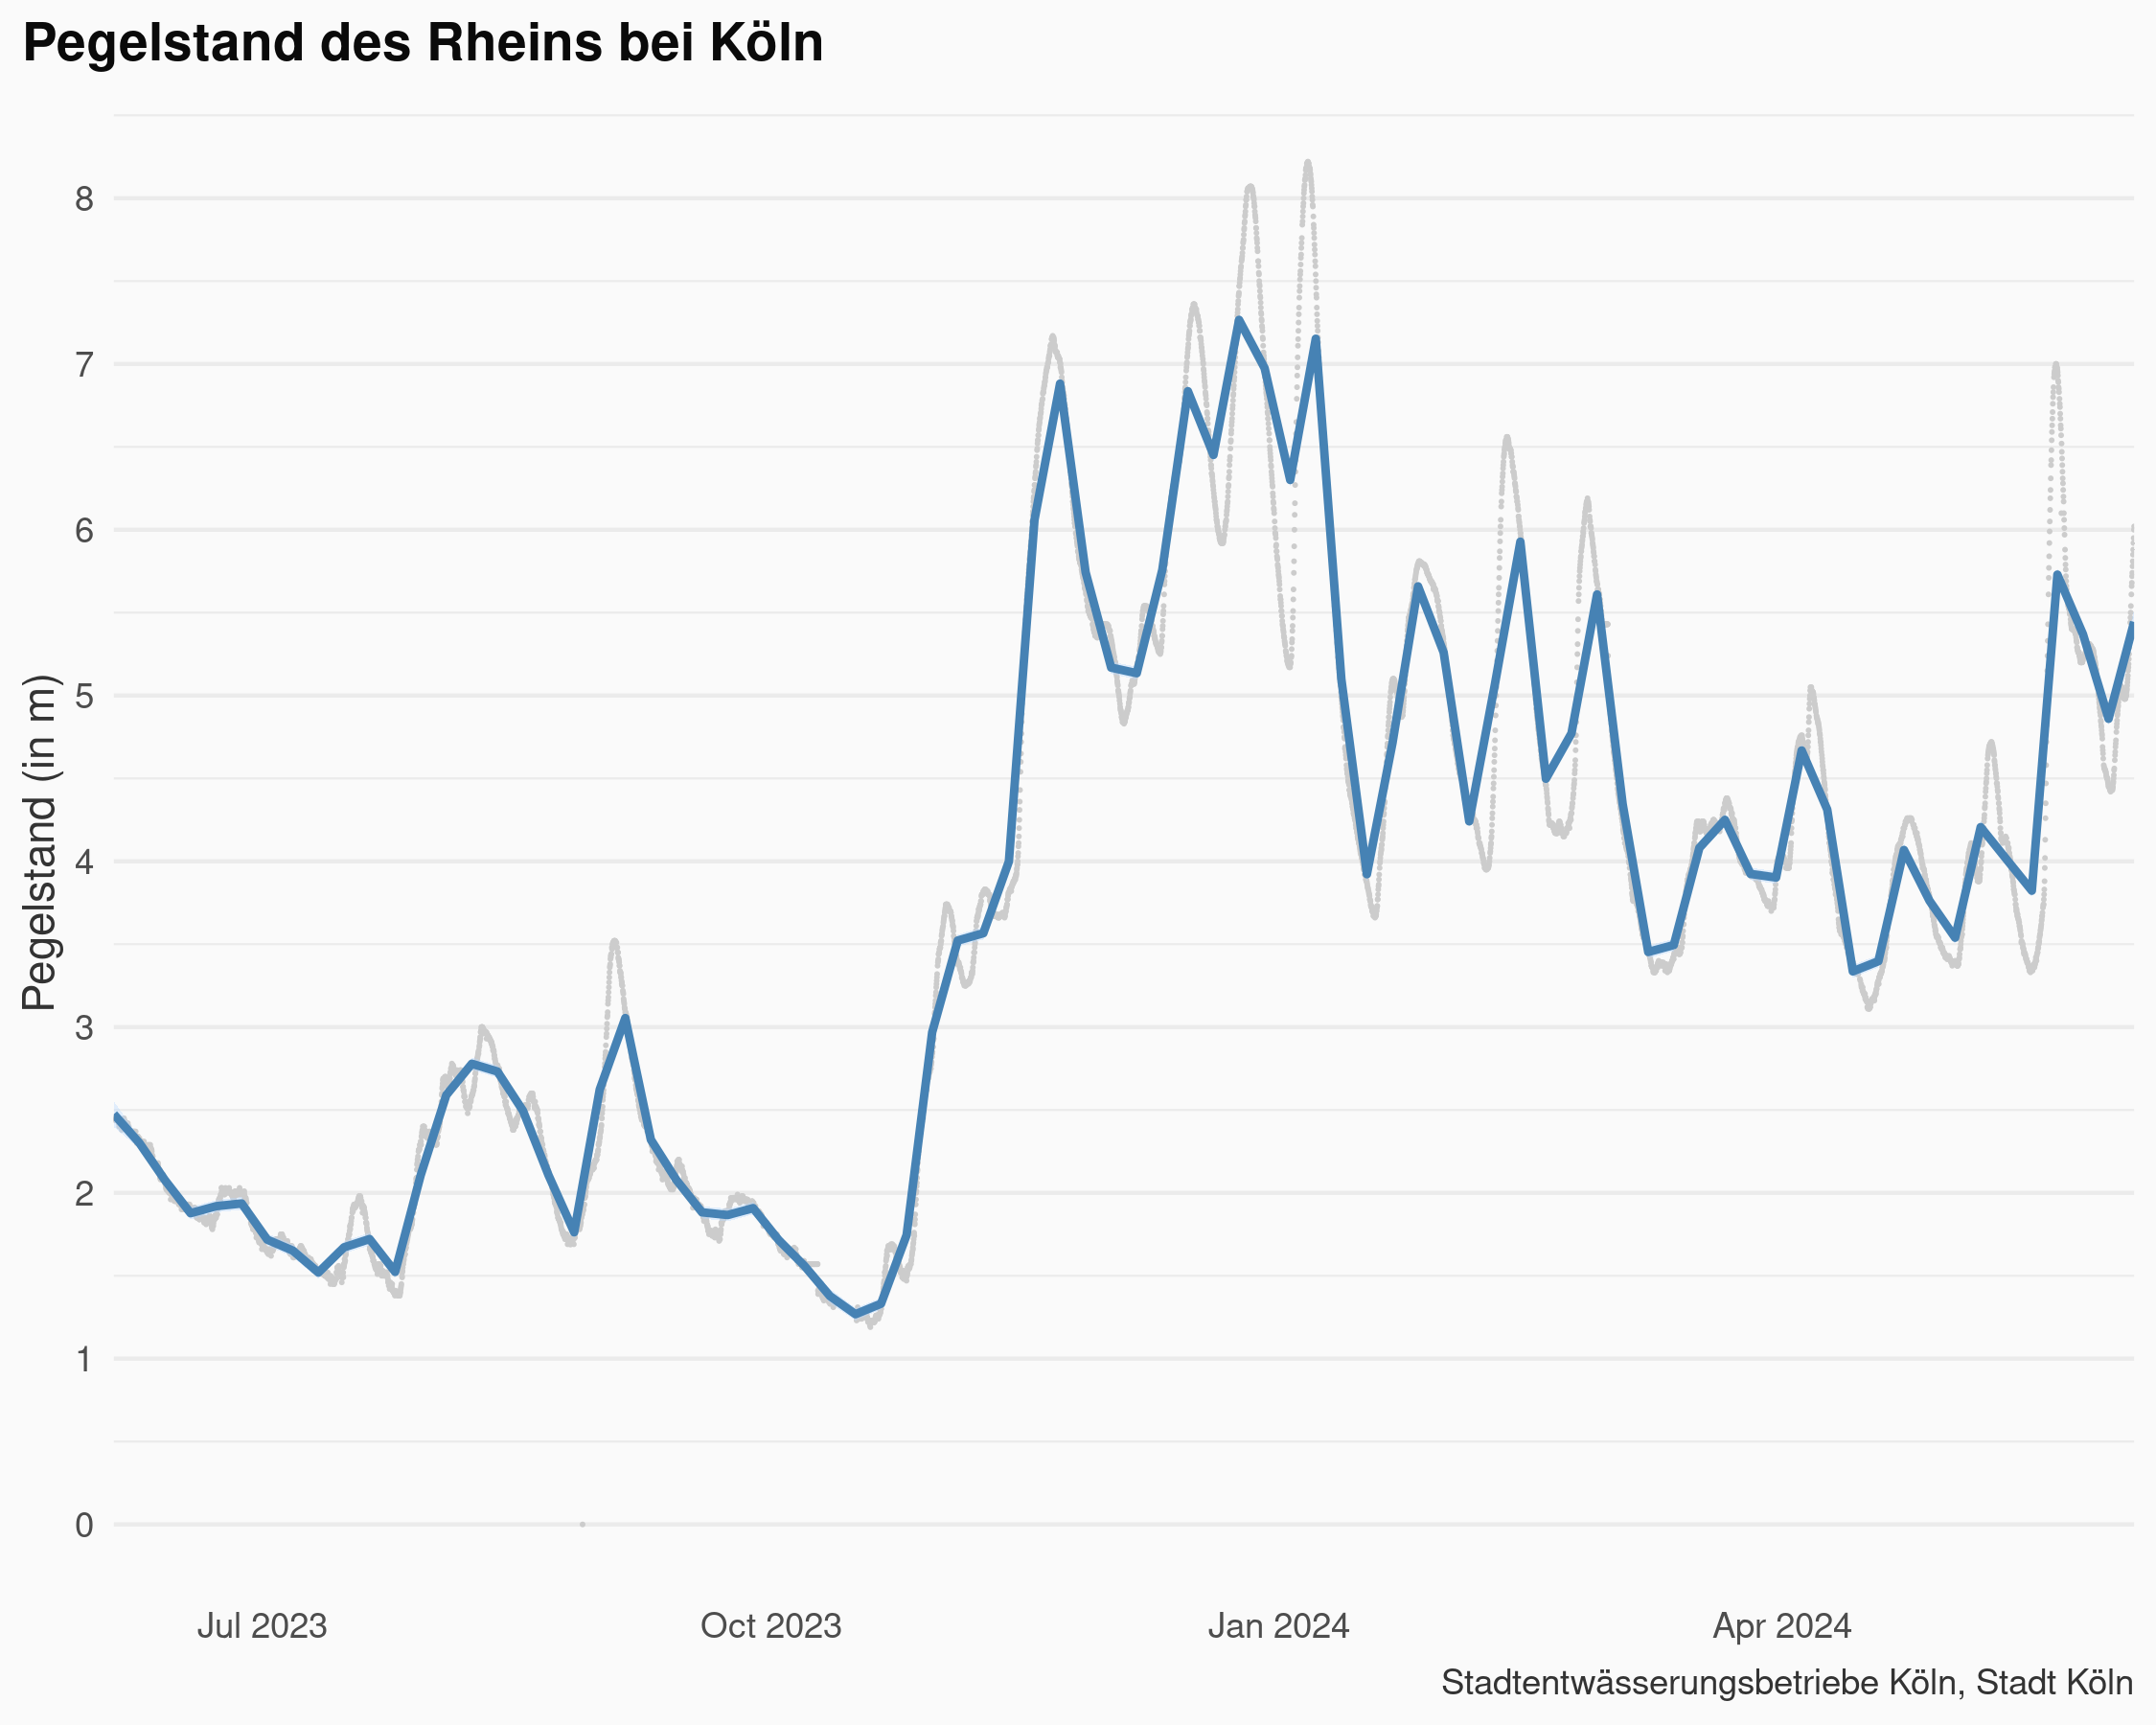 Pegelstand des Rheins bei Köln
Pegelstand (in m)
8
7
6
5
4
3
2
1
0
Jul 2023 Oct 2023 Jan 2024 Apr 2024
Stadtentwässerungsbetriebe Köln, Stadt Köln